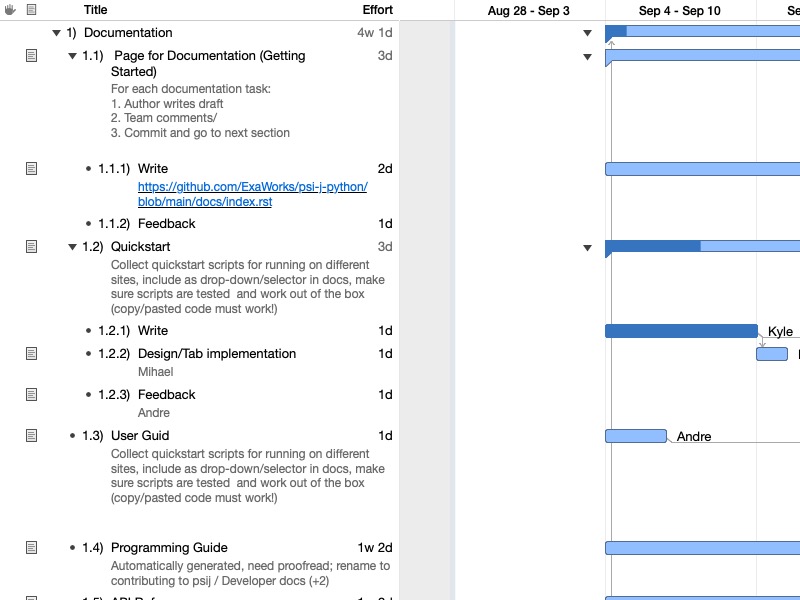 Title Effort Aug 28 - Sep 3 Sep 4 - Sep 10
1) Documentation 4w 1d
1.1) Page for Documentation (Getting 3d
Started)
For each documentation task:
1. Author writes draft
2. Team comments/
3. Commit and go to next section
1.1.1) Write 2d
https://github.com/ExaWorks/psi-j-python/
blob/main/docs/index.rst
1.1.2) Feedback 1d
1.2) Quickstart 3d
Collect quickstart scripts for running on different
sites, include as drop-down/selector in docs, make
sure scripts are tested and work out of the box
(copy/pasted code must work!)
1.2.1) Write 1d Kyle
1.2.2) Design/Tab implementation 1d
Mihael
1.2.3) Feedback 1d
Andre
1.3) User Guid 1d Andre
Collect quickstart scripts for running on different
sites, include as drop-down/selector in docs, make
sure scripts are tested and work out of the box
(copy/pasted code must work!)
1.4) Programming Guide 1w 2d
Automatically generated, need proofread; rename to
contributing to psij / Developer docs (+2)